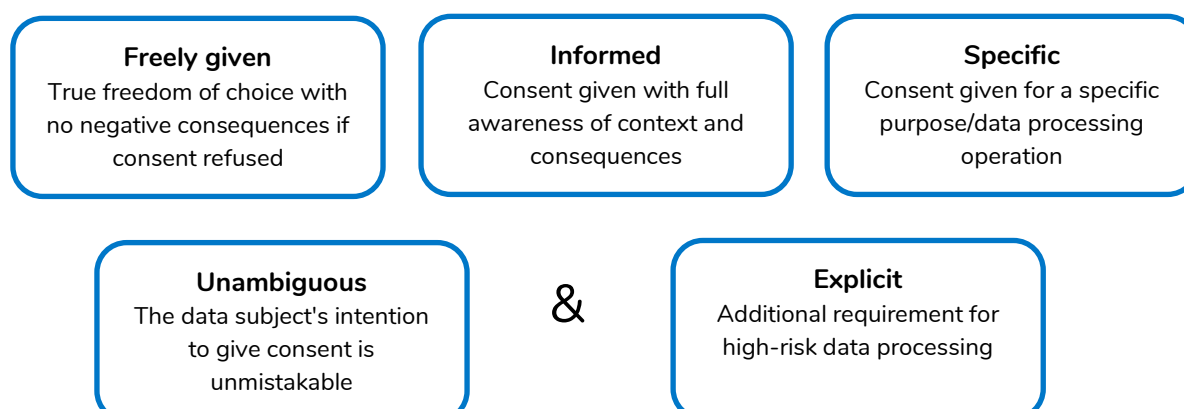 Freely given
True freedom of choice with
no negative consequences if
consent refused
Informed
Consent given with full
awareness of context and
consequences
Specific
Consent given for a specific
purpose/data processing
operation
Unambiguous
The data subject's intention
to give consent is
unmistakable
&
Explicit
Additional requirement for
high-risk data processing